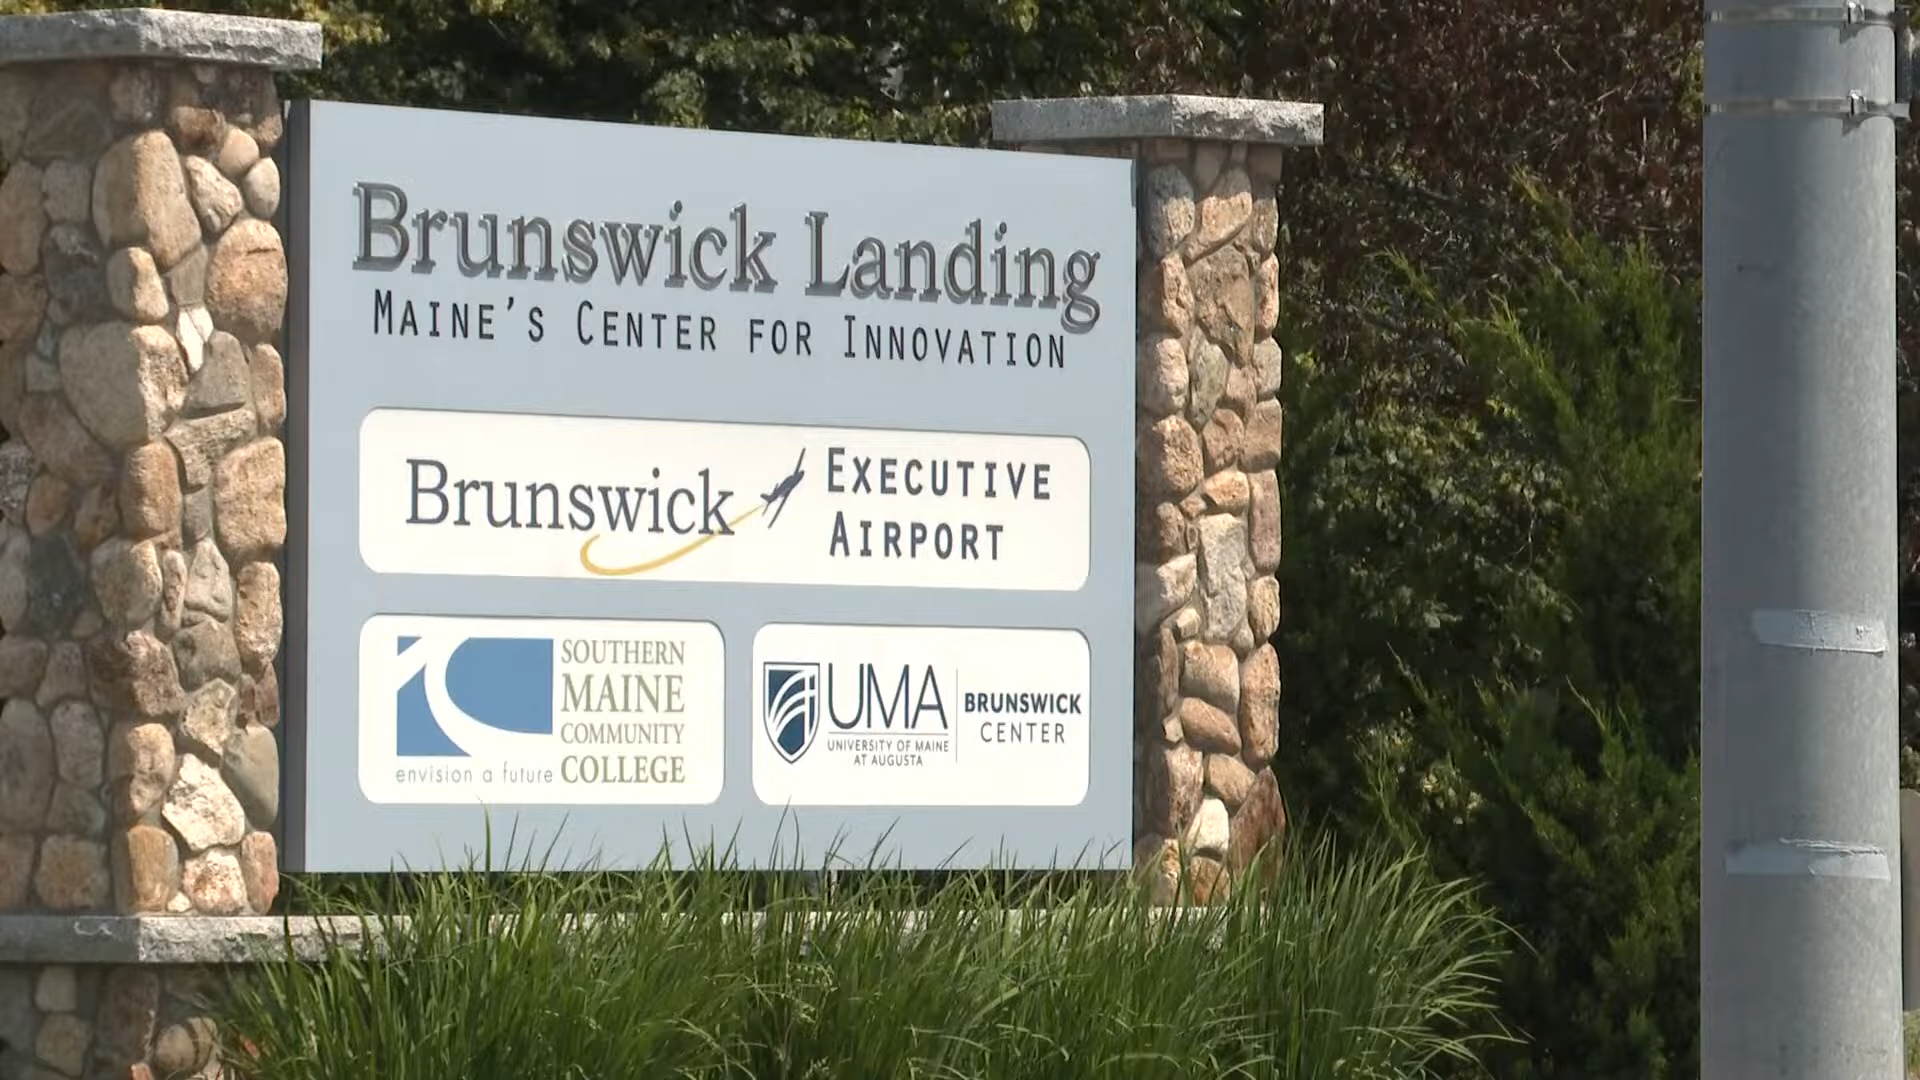 Brunswick Landing
Maine's Center for Innovation
Brunswick
Executive
Airport
SOUTHERN
MAINE
COMMUNITY
COLLEGE
envision a future
UMA
UNIVERSITY OF MAINE
AT AUGUSTA
BRUNSWICK
CENTER